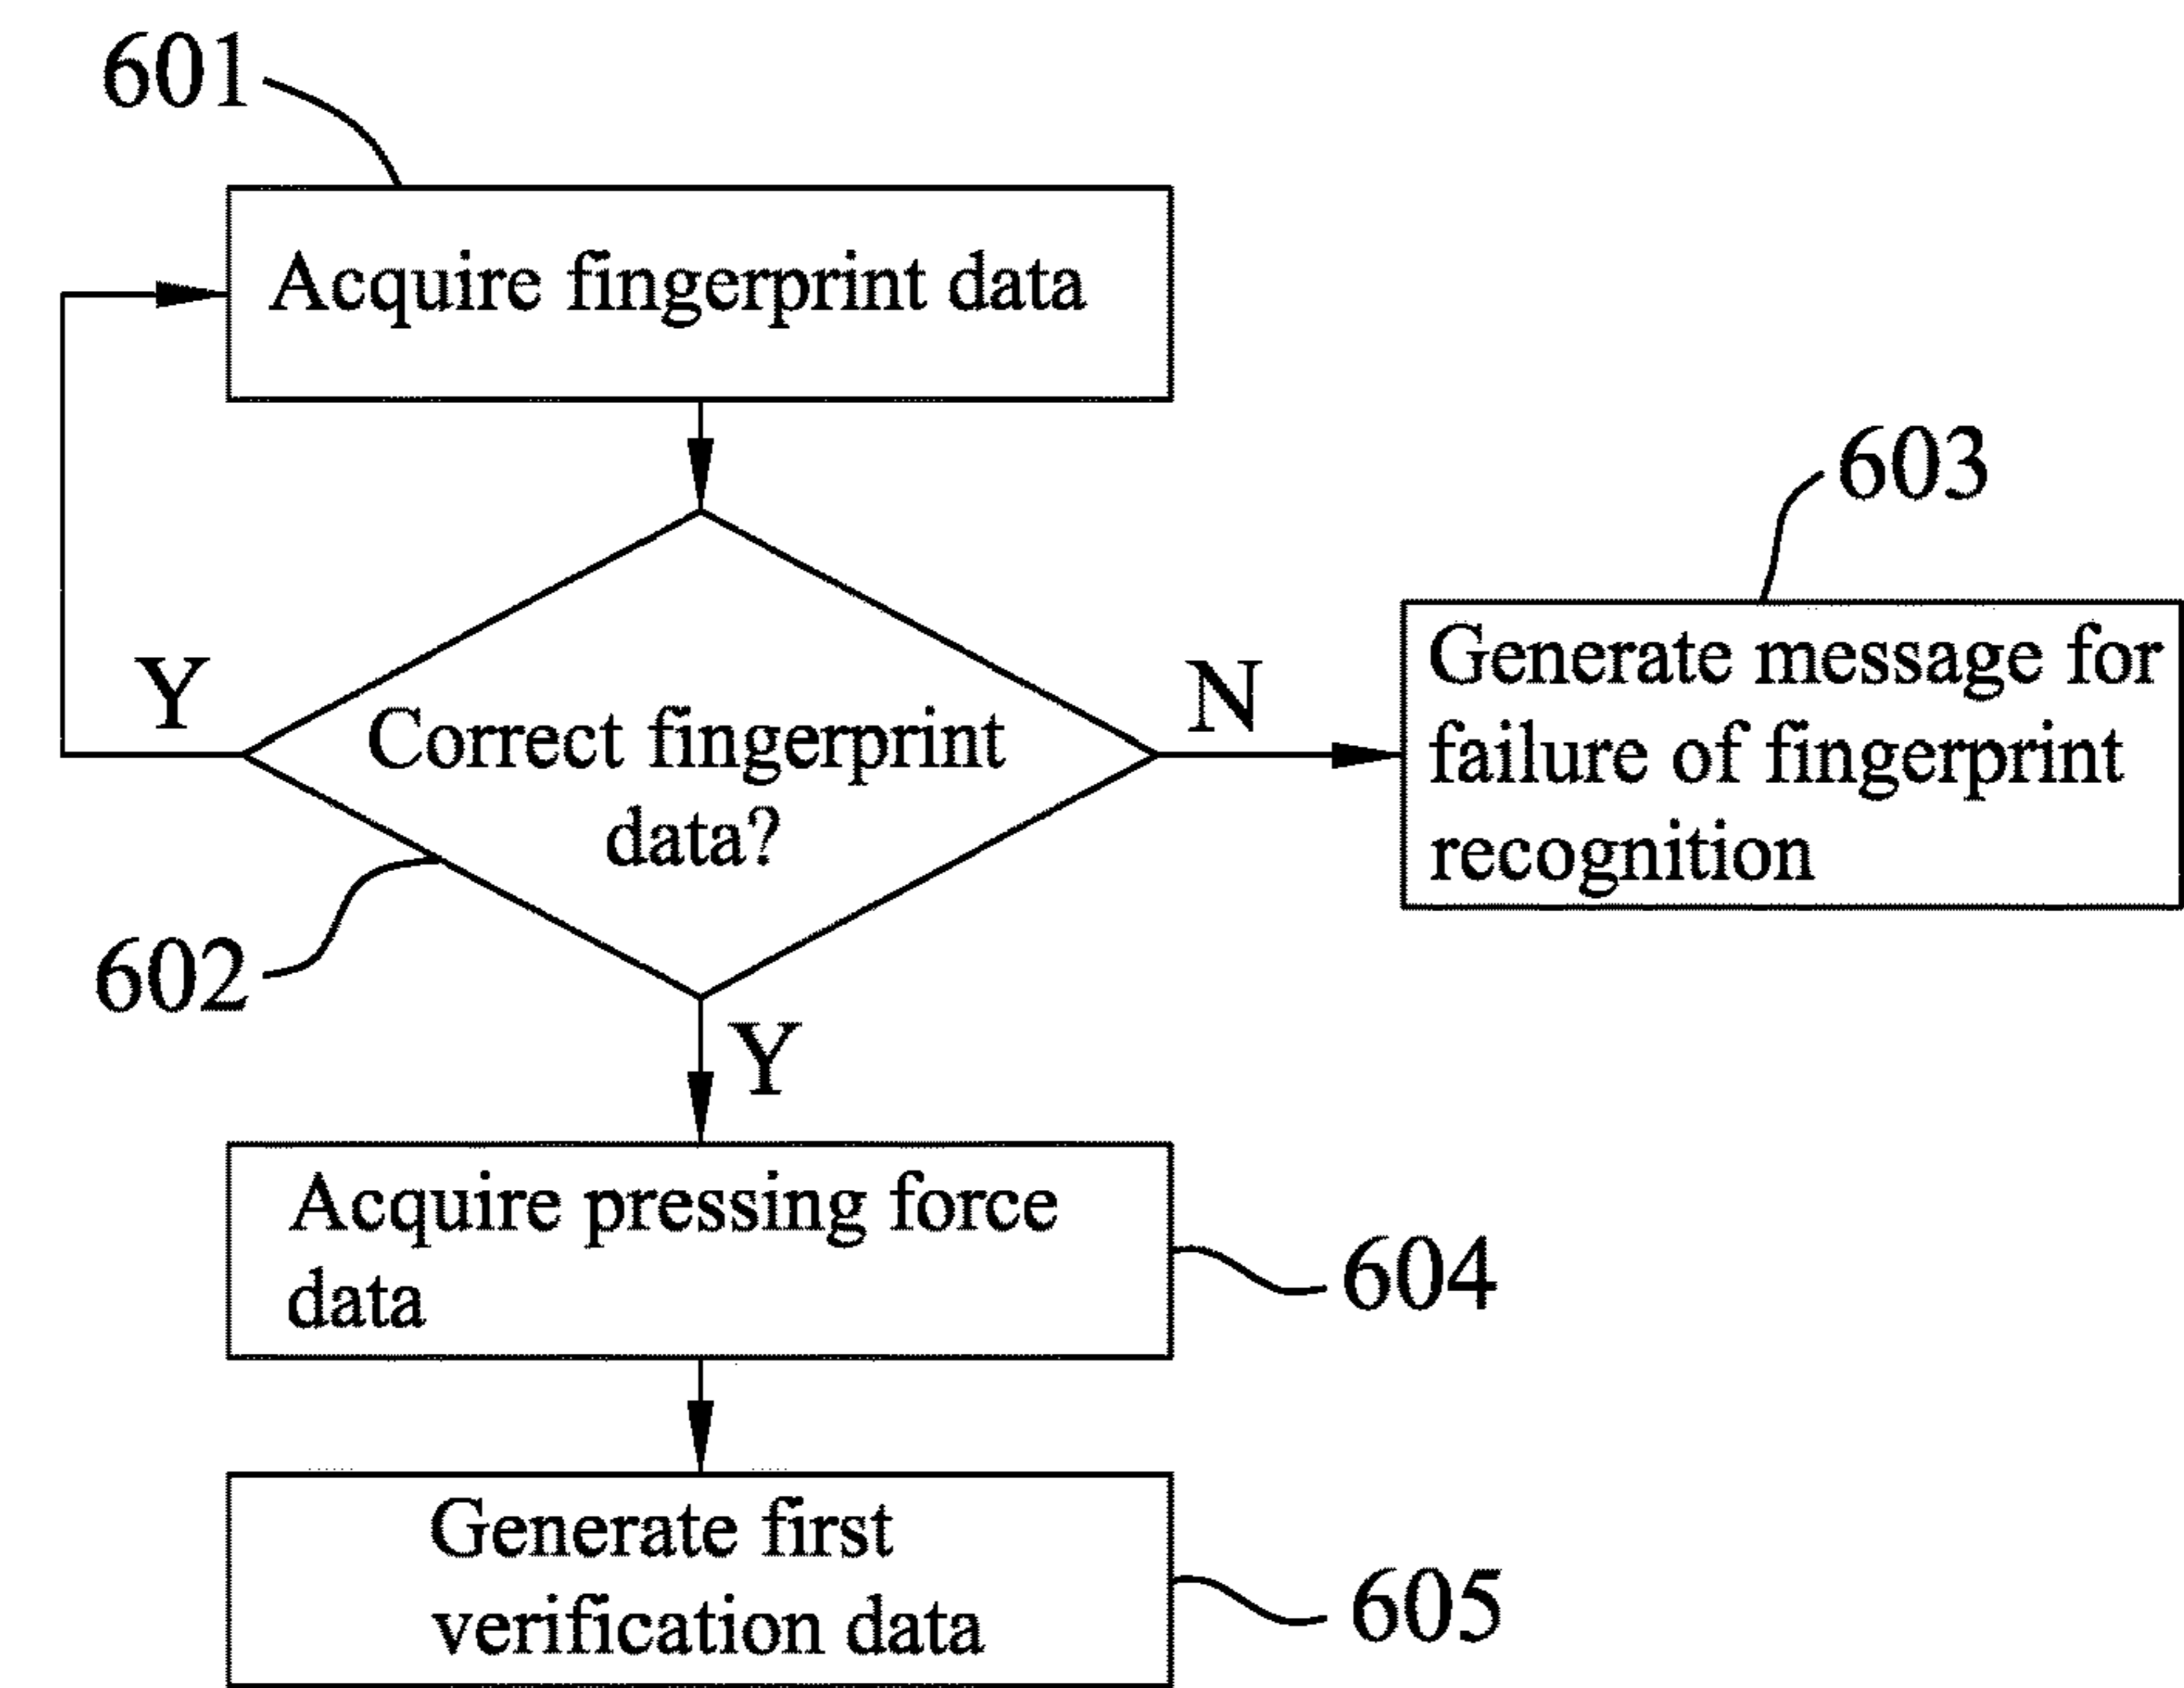 601
Acquire fingerprint data
603
Generate message for
failure of fingerprint
recognition
Y
N
Correct fingerprint
data?
602
Y
Acquire pressing force
data
604
Generate first
verification data
605